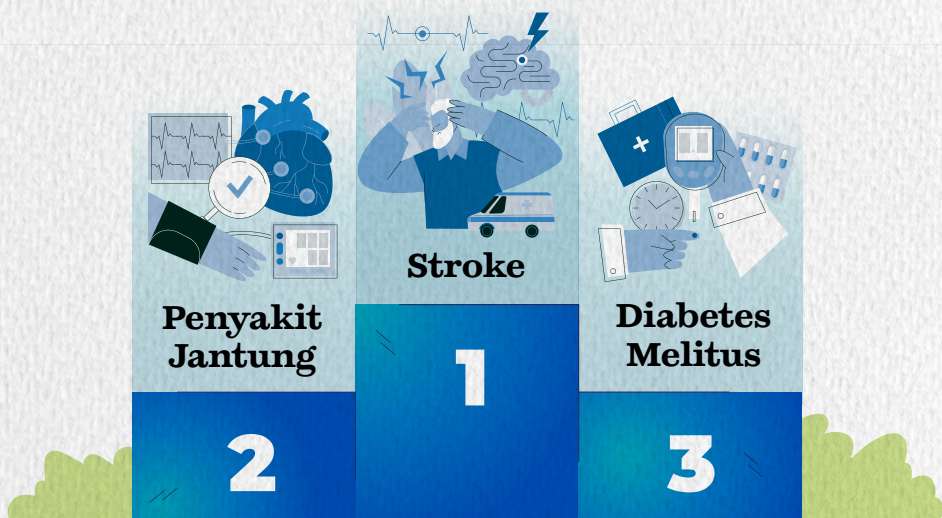 Stroke
1
Penyakit
Jantung
2
Diabetes
Melitus
3